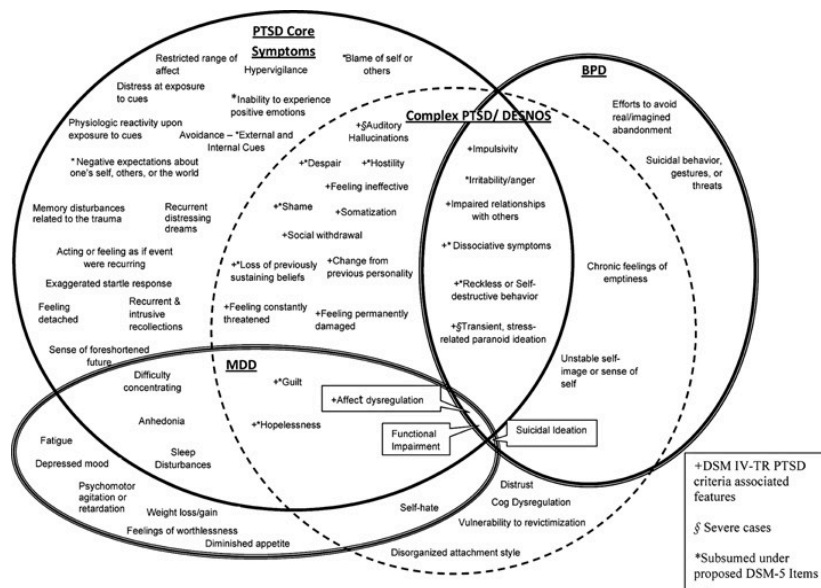 PTSD Core
Symptoms
Restricted range of
affect
Hypervigilance
*Blame of self or
others
Distress at exposure
to cues
*Inability to experience
positive emotions
Physiologic reactivity upon
exposure to cues
Avoidance – *External and
Internal Cues
*Negative expectations about
one's self, others, or the world
Memory disturbances
related to the trauma
Recurrent
distressing
dreams
Acting or feeling as if event
were recurring
Exaggerated startle response
Feeling
detached
Recurrent &
intrusive
recollections
Sense of foreshortened
future
Complex PTSD/ DESNOS
+§Auditory
Hallucinations
+*Despair
+*Hostility
+Feeling ineffective
+*Shame
+Somatization
+Social withdrawal
+*Loss of previously
sustaining beliefs
+Change from
previous personality
+Feeling constantly
threatened
+Feeling permanently
damaged
BPD
Efforts to avoid
real/imagined
abandonment
Suicidal behavior,
gestures, or
threats
+Impulsivity
*Irritability/anger
+Impaired relationships
with others
+* Dissociative symptoms
+*Reckless or Self-
destructive behavior
+§Transient, stress-
related paranoid ideation
Chronic feelings of
emptiness
Unstable self-
image or sense of
self
MDD
Difficulty
concentrating
+*Guilt
Anhedonia
+*Hopelessness
Fatigue
Depressed mood
Sleep
Disturbances
Psychomotor
agitation or
retardation
Weight loss/gain
Feelings of worthlessness
Diminished appetite
Self-hate
+Affect dysregulation
Functional
Impairment
Suicidal Ideation
Distrust
Cog Dysregulation
Vulnerability to revictimization
Disorganized attachment style
+DSM IV-TR PTSD
criteria associated
features
§ Severe cases
*Subsumed under
proposed DSM-5 Items